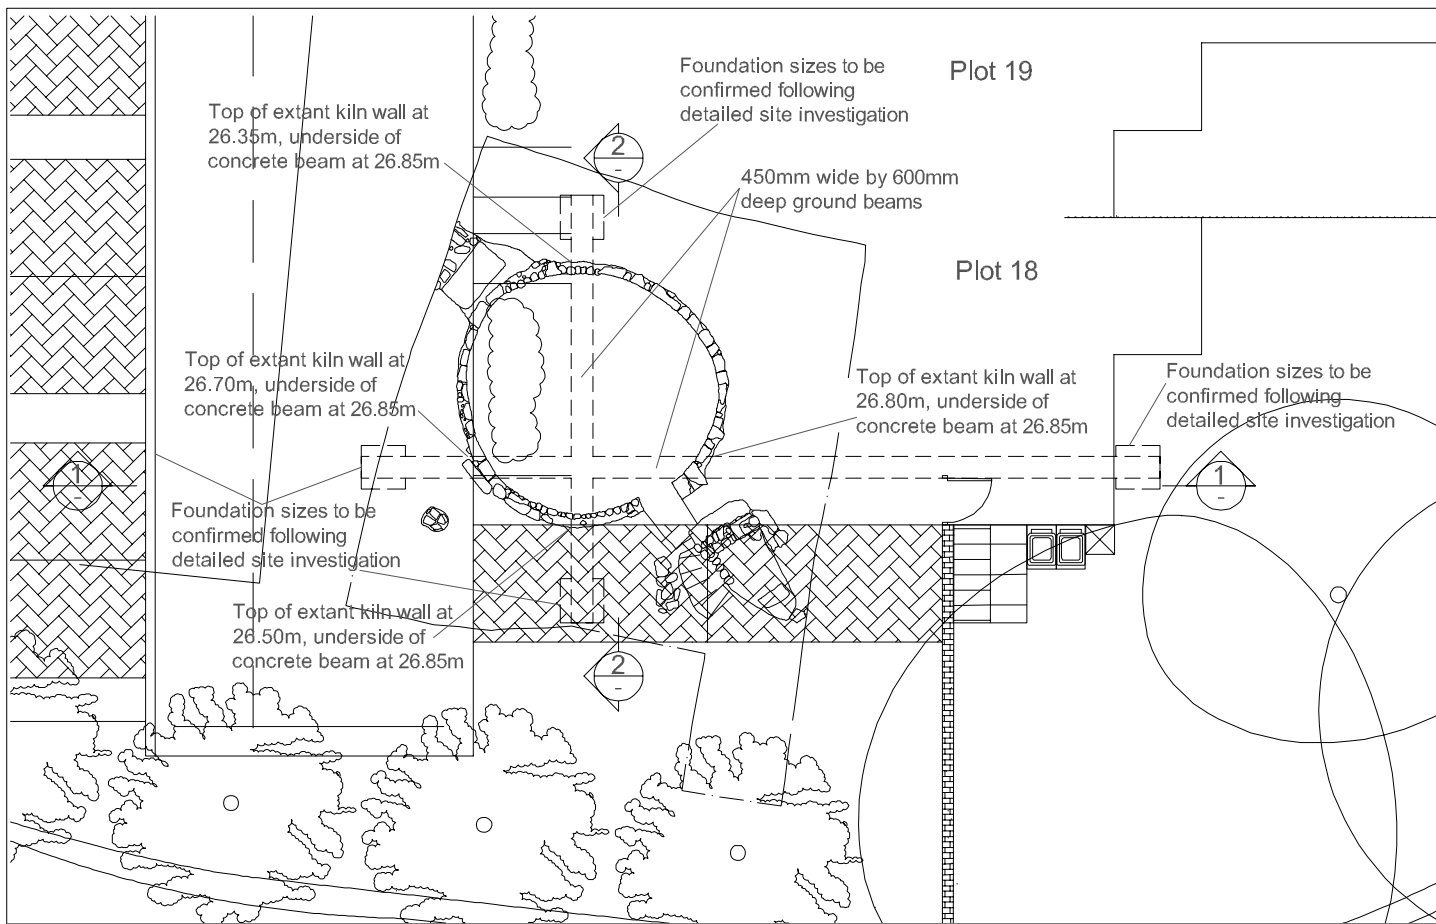 Foundation sizes to be
confirmed following
detailed site investigation
Plot 19
Top of extant kiln wall at
26.35m, underside of
concrete beam at 26.85m
2
-
450mm wide by 600mm
deep ground beams
Plot 18
Top of extant kiln wall at
26.70m, underside of
concrete beam at 26.85m
Top of extant kiln wall at
26.80m, underside of
concrete beam at 26.85m
Foundation sizes to be
confirmed following
detailed site investigation
1
-
1
-
Foundation sizes to be
confirmed following
detailed site investigation
Top of extant kiln wall at
26.50m, underside of
concrete beam at 26.85m
2
-